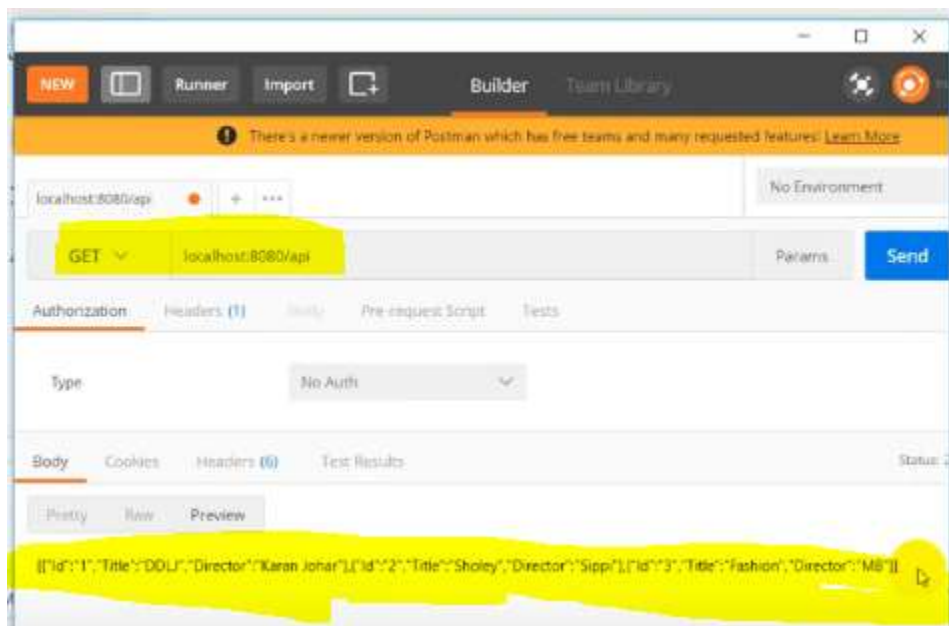 NEW Runner Import Builder Team Library
There's a newer version of Postman which has free teams and many requested features! Learn More
localhost:8080/api + ••• No Environment
GET localhost:8080/api Params Send
Authorization Headers (1) Body Pre-request Script Tests
Type No Auth
Body Cookies Headers (6) Test Results Status: 2
Pretty Raw Preview
[{"Id":"1","Title":"DDLJ","Director":"Karan Johar"},{"Id":"2","Title":"Sholey","Director":"Sippi"},{"Id":"3","Title":"Fashion","Director":"MB"}]